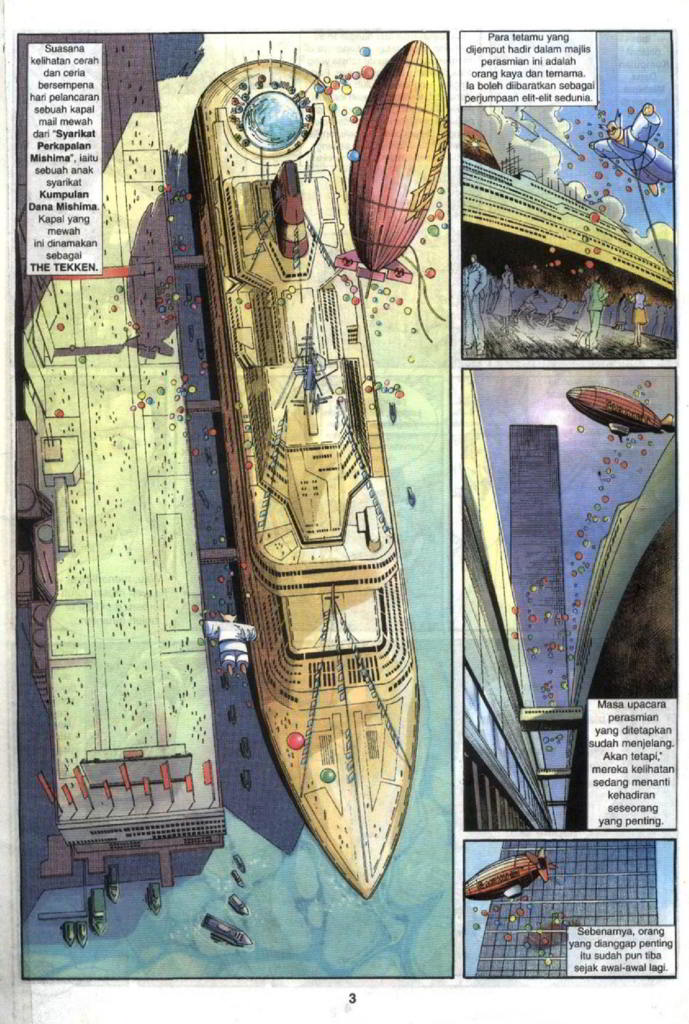 Suasana
kelihatan cerah
dan ceria
bersempena
hari pelancaran
sebuah kapal
mail mewah
dari "Syarikat
Perkapalan
Mishima", iaitu
sebuah anak
syarikat
Kumpulan
Dana Mishima.
Kapal yang
mewah
ini dinamakan
sebagai
THE TEKKEN.
Para tetamu yang
dijemput hadir dalam majlis
perasmian ini adalah
orang kaya dan ternama.
Ia boleh diibaratkan sebagai
perjumpaan elit-elit sedunia.
Masa upacara
perasmian
yang ditetapkan
sudah menjelang.
Akan tetapi,
mereka kelihatan
sedang menanti
kehadiran
seseorang
yang penting.
Sebenarnya, orang
yang dianggap penting
itu sudah pun tiba
sejak awal-awal lagi.
3